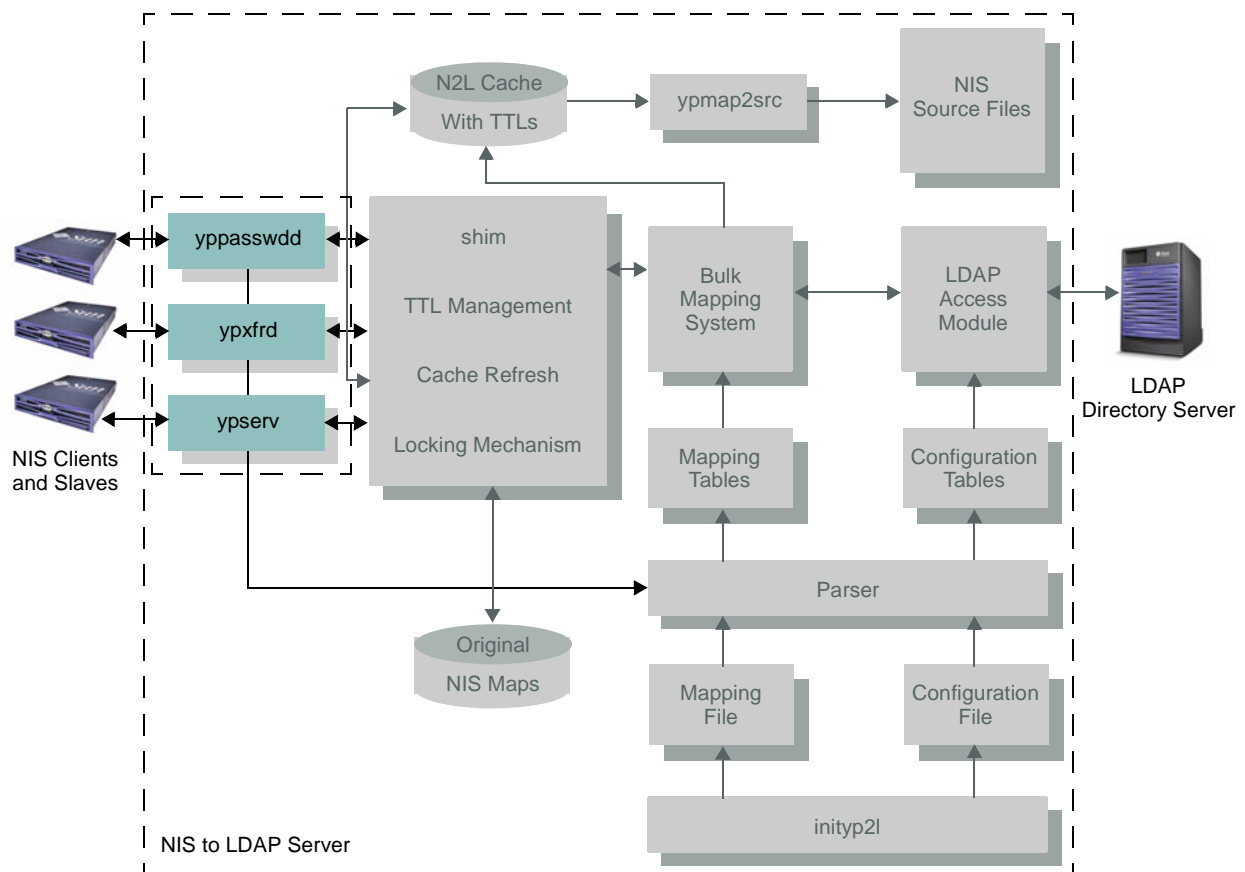 N2L Cache
With TTLs
ypmap2src
NIS
Source Files
yppasswdd
ypxfrd
ypserv
shim
TTL Management
Cache Refresh
Locking Mechanism
Bulk
Mapping
System
LDAP
Access
Module
LDAP
Directory Server
NIS Clients
and Slaves
Mapping
Tables
Configuration
Tables
Parser
Original
NIS Maps
Mapping
File
Configuration
File
inityp2l
NIS to LDAP Server